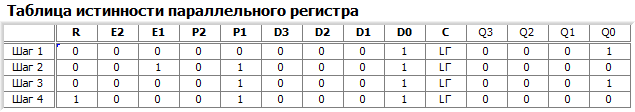 Таблица истинности параллельного регистра
R E2 E1 P2 P1 D3 D2 D1 D0 C Q3 Q2 Q1 Q0
Шаг 1 0 0 0 0 0 0 0 0 1 LГ 0 0 0 1
Шаг 2 0 0 1 0 1 0 0 0 1 LГ 0 0 0 0
Шаг 3 0 0 0 0 1 0 0 0 1 LГ 0 0 0 1
Шаг 4 1 0 0 0 1 0 0 0 1 LГ 0 0 0 0